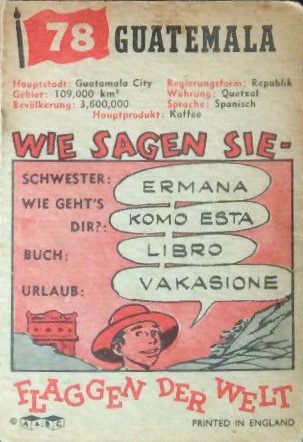 78 GUATEMALA
Hauptstadt: Guatamala City
Gebiet: 109,000 km²
Bevölkerung: 3,600,000
Regierungsform: Republik
Währung: Quetzal
Sprache: Spanisch
Hauptprodukt: Kaffee
WIE SAGEN SIE-
SCHWESTER: ERMANA
WIE GEHT'S
DIR?: KOMO ESTA
BUCH: LIBRO
URLAUB: VAKASIONE
FLAGGEN DER WELT
© A. & B.C PRINTED IN ENGLAND